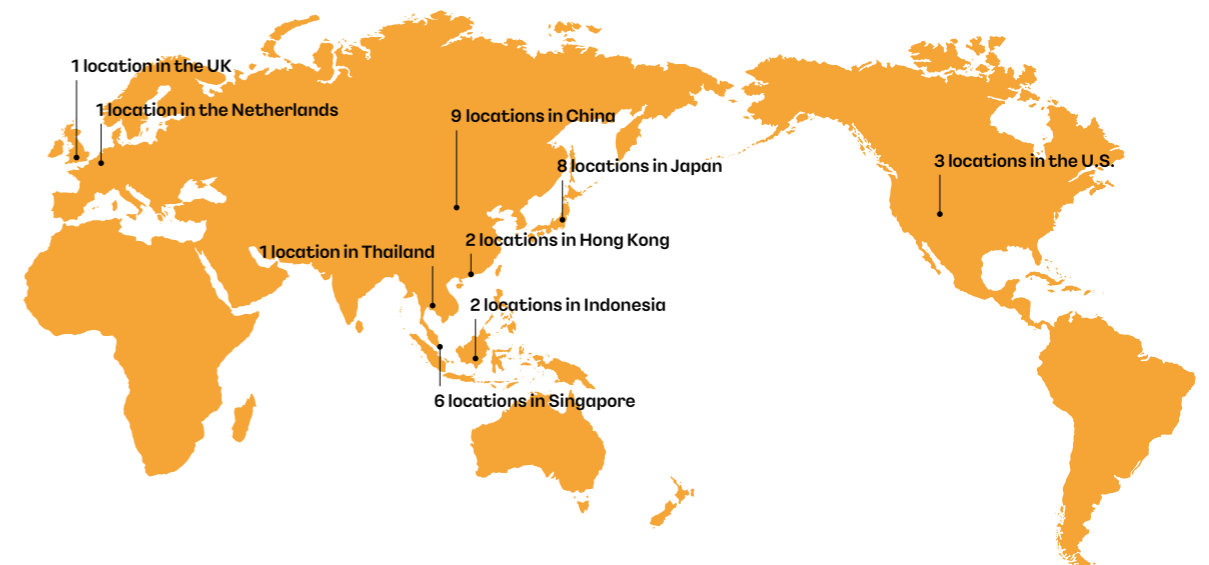 1 location in the UK
1 location in the Netherlands
9 locations in China
8 locations in Japan
3 locations in the U.S.
2 locations in Hong Kong
1 location in Thailand
2 locations in Indonesia
6 locations in Singapore